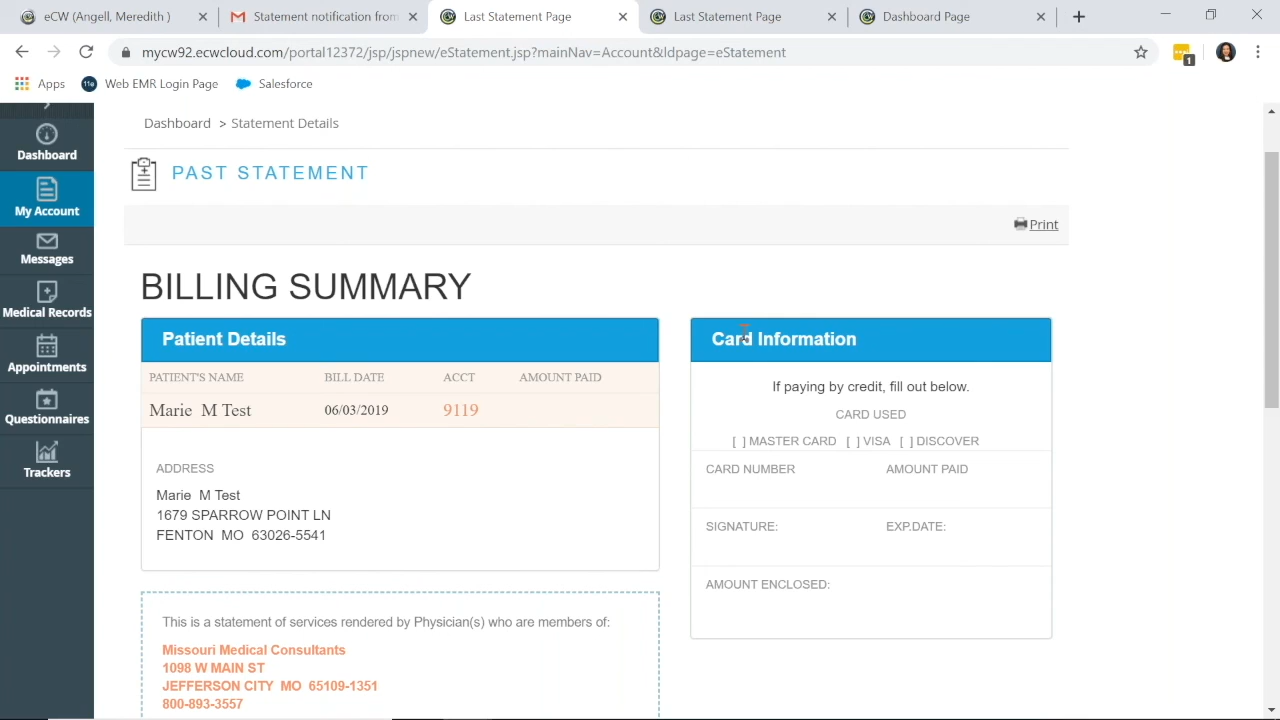 Medication information from
Past Statement Page
Last Statement Page
Dashboard Page
mycw92.ecwcloud.com/portal12372/jsp/jspnew/eStatement.jsp?mainNav=Account&ldpage=eStatement
1
Apps
11e
Web EMR Login Page
Salesforce
Dashboard > Statement Details
Dashboard
My Account
Messages
Medical Records
Appointments
Questionnaires
Trackers
PAST STATEMENT
Print
BILLING SUMMARY
Patient Details
PATIENT'S NAME BILL DATE ACCT AMOUNT PAID
Marie M Test 06/03/2019 9119
ADDRESS
Marie M Test
1679 SPARROW POINT LN
FENTON MO 63026-5541
This is a statement of services rendered by Physician(s) who are members of:
Missouri Medical Consultants
1098 W MAIN ST
JEFFERSON CITY MO 65109-1351
800-893-3557
Card Information
If paying by credit, fill out below.
CARD USED
[ ] MASTER CARD [ ] VISA [ ] DISCOVER
CARD NUMBER AMOUNT PAID
SIGNATURE: EXP.DATE:
AMOUNT ENCLOSED: